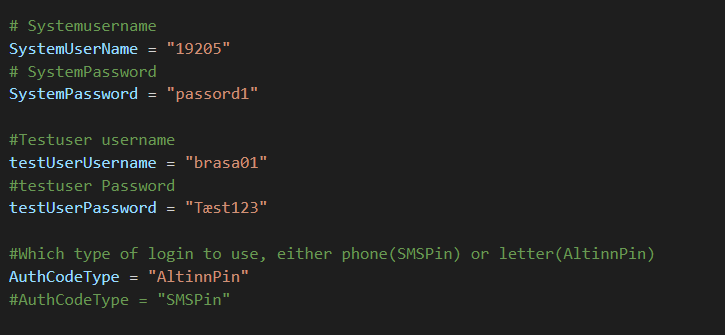 # Systemusername
SystemUserName = "19205"
# SystemPassword
SystemPassword = "passord1"
#Testuser username
testUserUsername = "brasa01"
#testuser Password
testUserPassword = "Tæst123"
#Which type of login to use, either phone(SMSPin) or letter(AltinnPin)
AuthCodeType = "AltinnPin"
#AuthCodeType = "SMSPin"